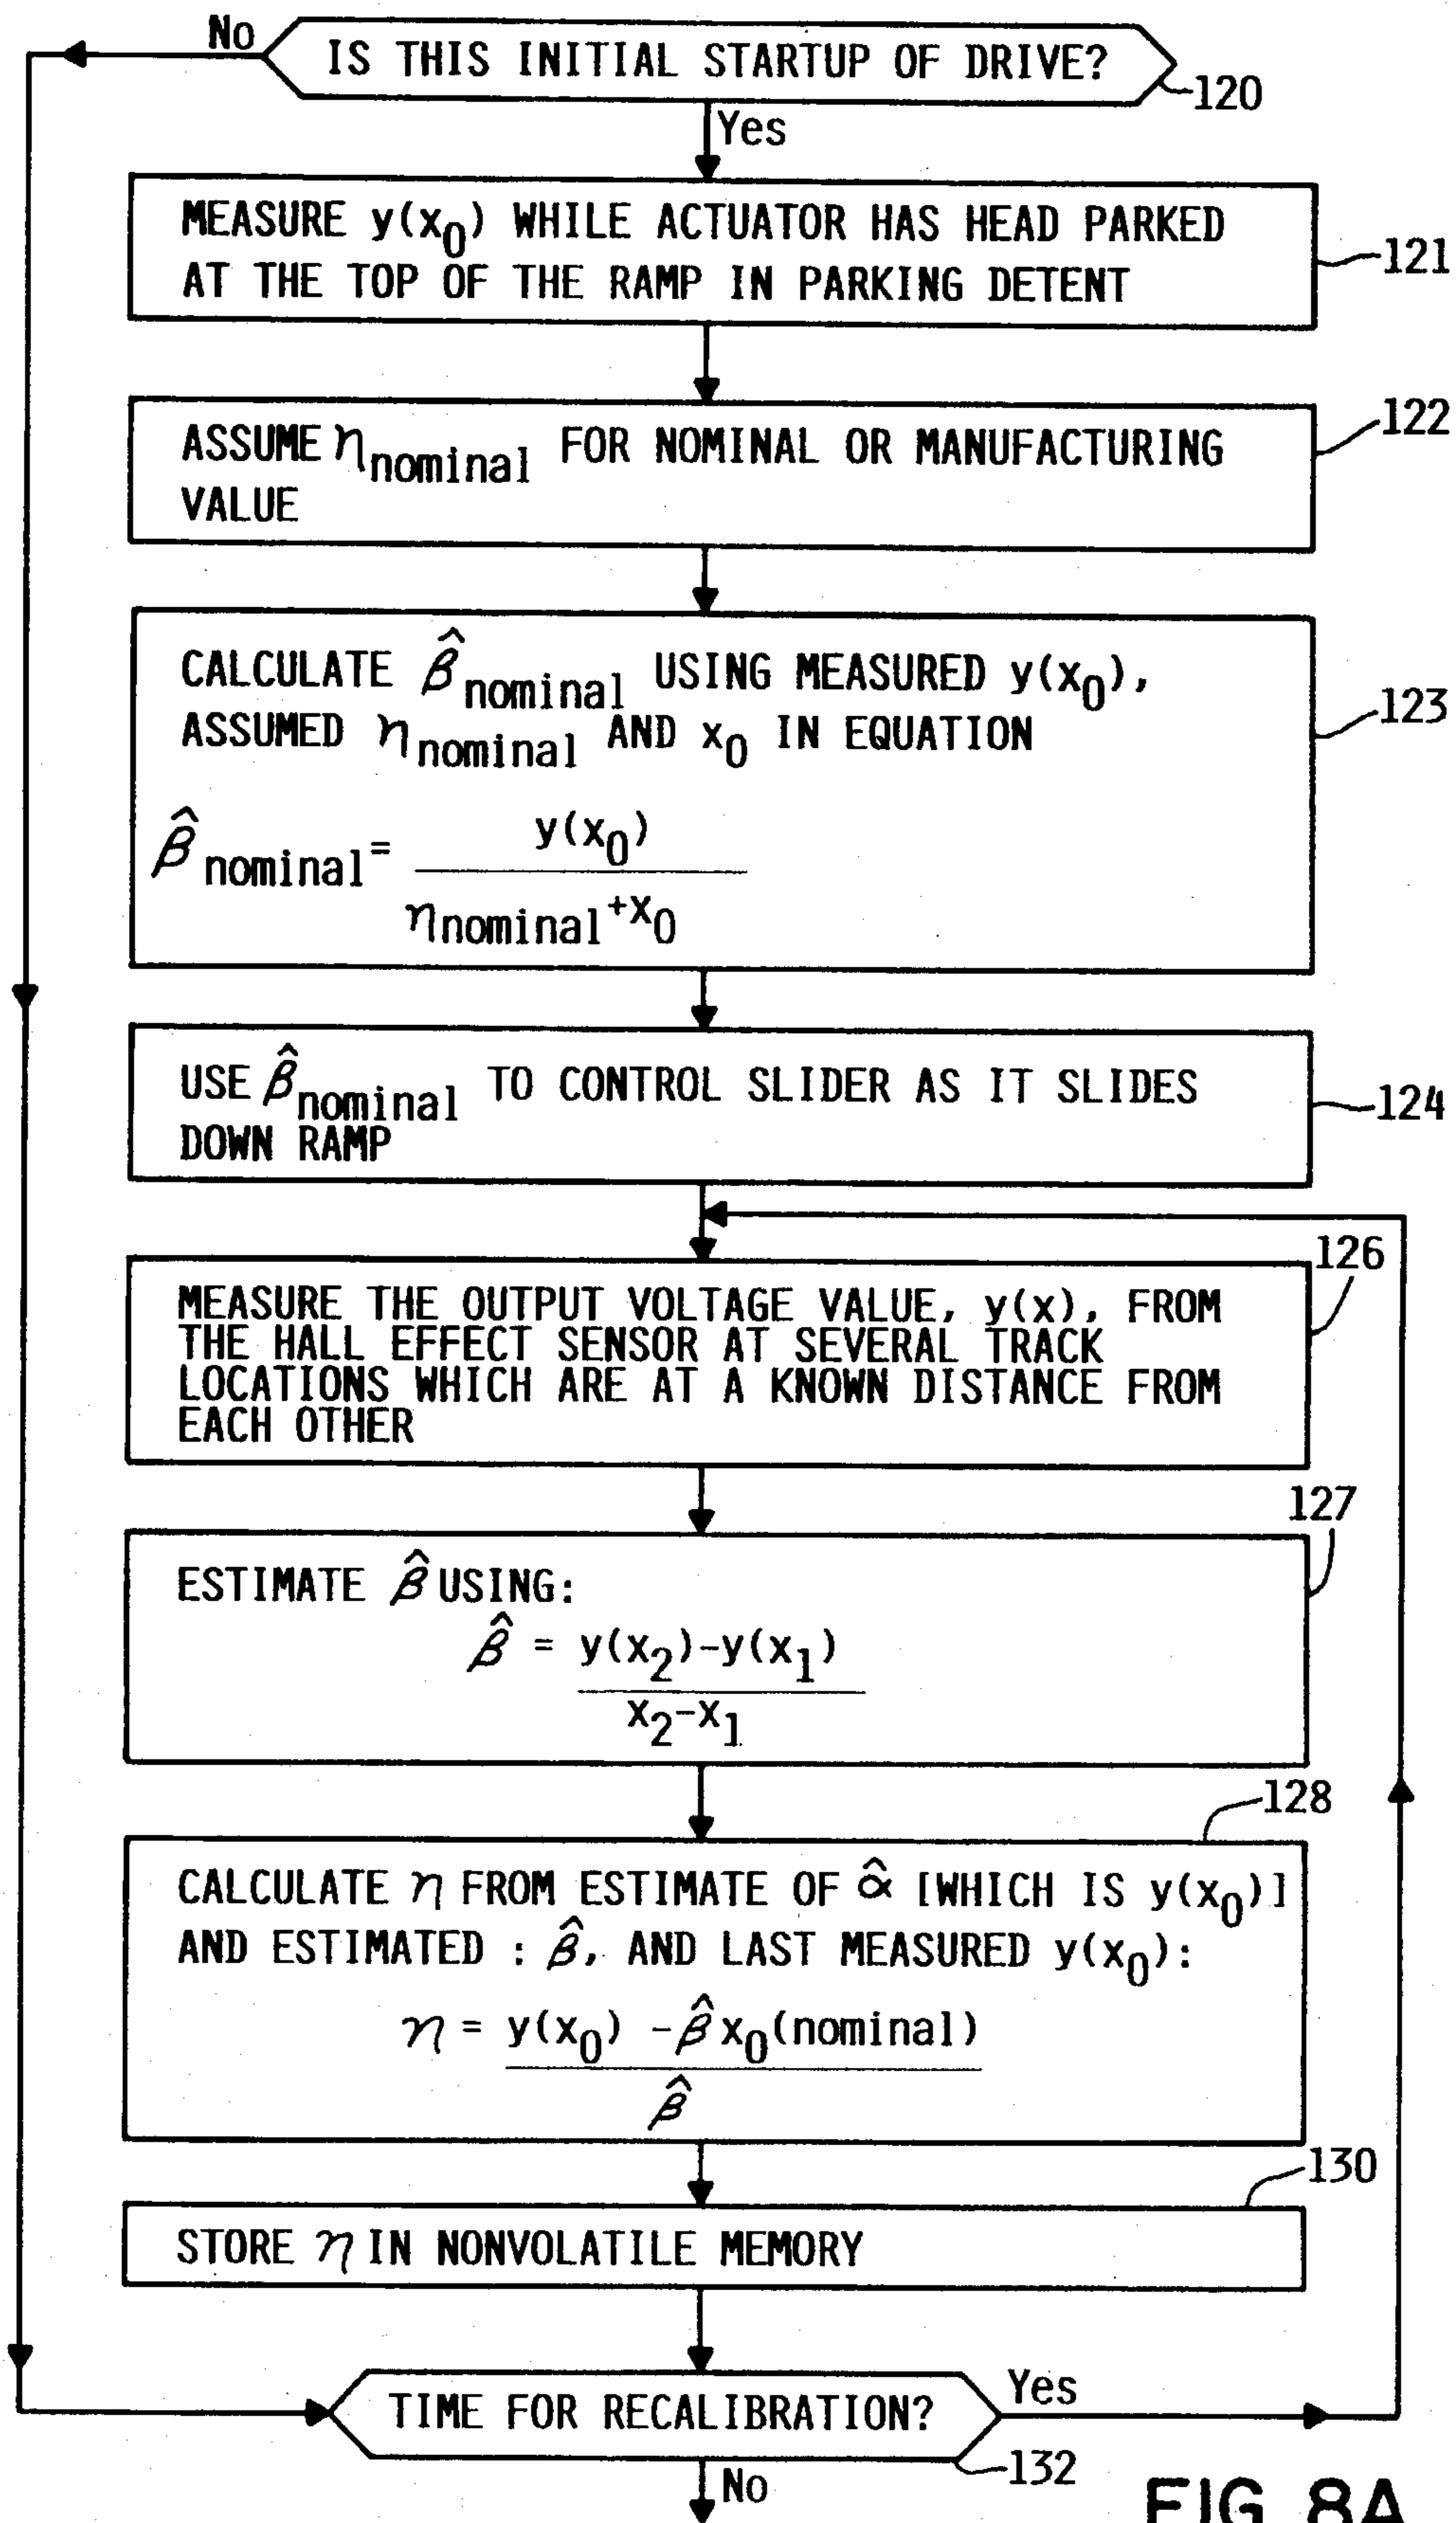 No
IS THIS INITIAL STARTUP OF DRIVE?
120
Yes
MEASURE y(x0) WHILE ACTUATOR HAS HEAD PARKED
AT THE TOP OF THE RAMP IN PARKING DETENT
121
ASSUME ηnominal FOR NOMINAL OR MANUFACTURING
VALUE
122
CALCULATE β̂nominal USING MEASURED y(x0),
ASSUMED ηnominal AND x0 IN EQUATION
β̂nominal = y(x0)
ηnominal+x0
123
USE β̂nominal TO CONTROL SLIDER AS IT SLIDES
DOWN RAMP
124
MEASURE THE OUTPUT VOLTAGE VALUE, y(x), FROM
THE HALL EFFECT SENSOR AT SEVERAL TRACK
LOCATIONS WHICH ARE AT A KNOWN DISTANCE FROM
EACH OTHER
126
ESTIMATE β̂ USING:
β̂ = y(x2)-y(x1)
x2-x1
127
CALCULATE η FROM ESTIMATE OF α̂ [WHICH IS y(x0)]
AND ESTIMATED : β̂, AND LAST MEASURED y(x0):
η = y(x0) -β̂x0(nominal)
β̂
128
STORE η IN NONVOLATILE MEMORY
130
TIME FOR RECALIBRATION?
Yes
132
No
FIG. 8A